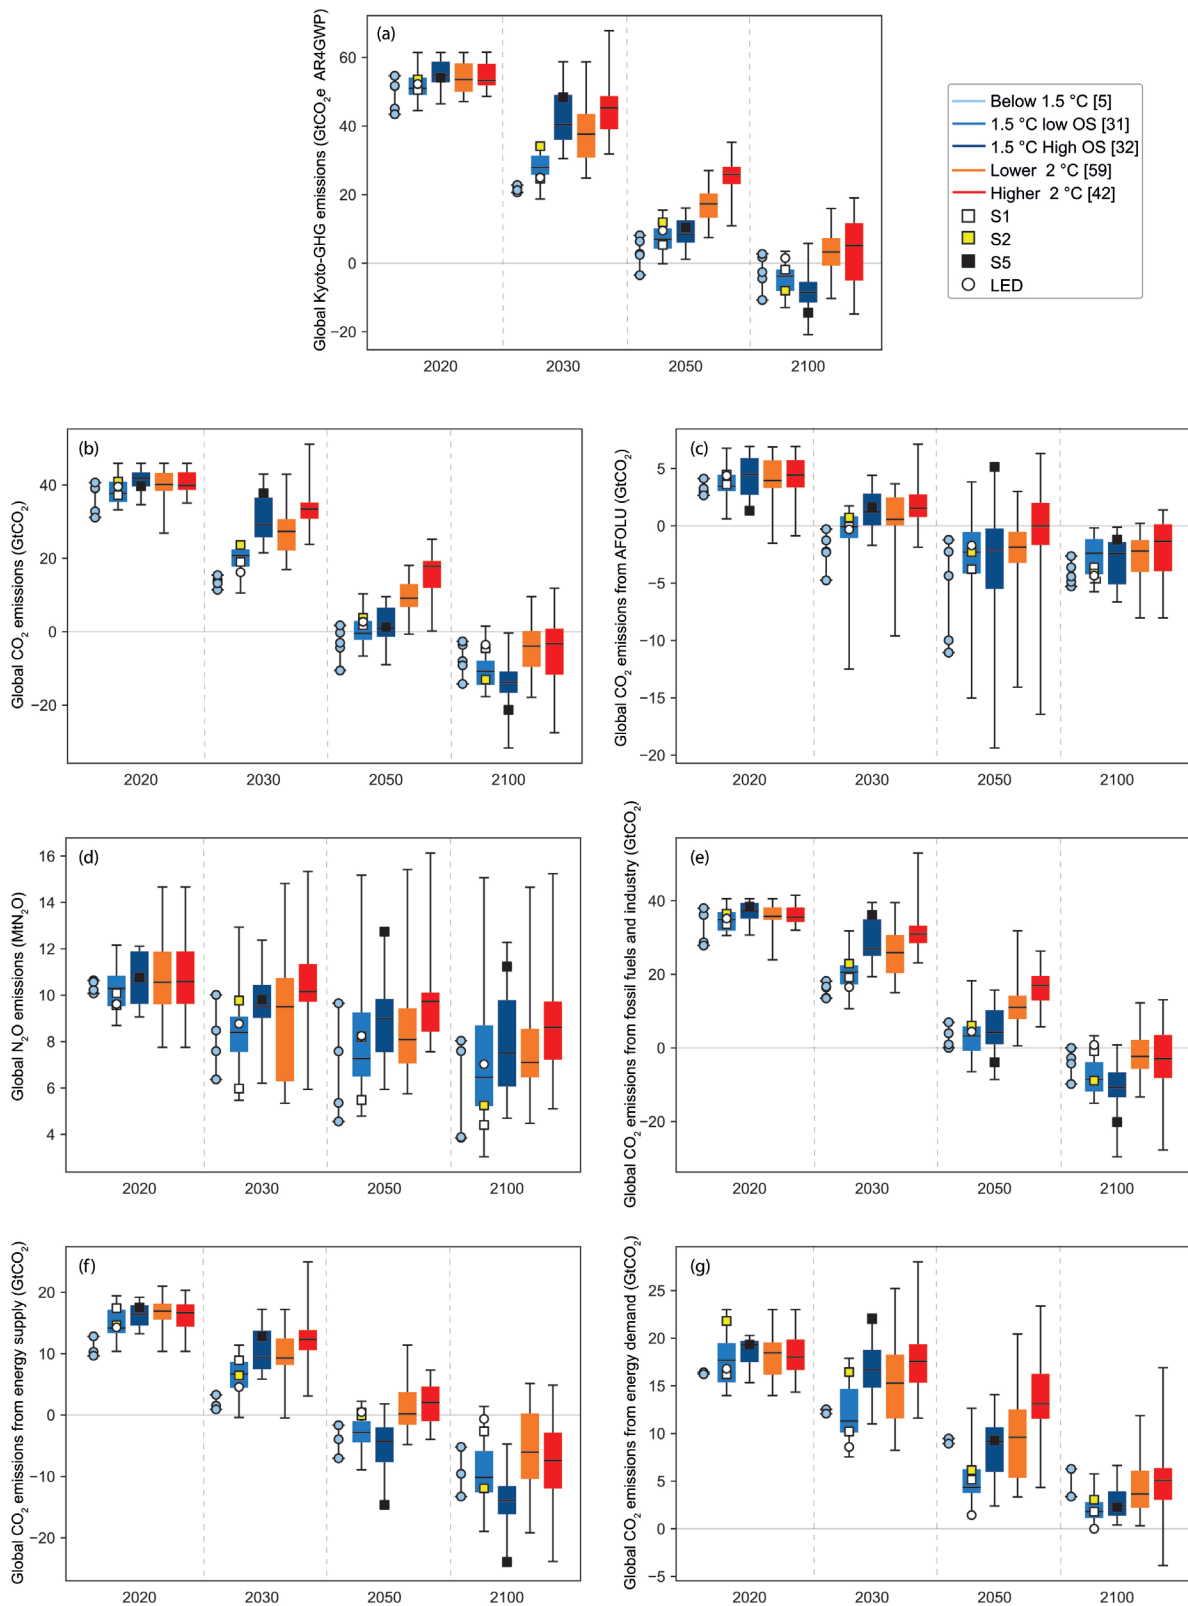 (a)
Global Kyoto-GHG emissions (GtCO2e AR4GWP)
60
40
20
0
−20
2020 2030 2050 2100
Below 1.5 °C [5]
1.5 °C low OS [31]
1.5 °C High OS [32]
Lower 2 °C [59]
Higher 2 °C [42]
S1
S2
S5
LED
(b)
Global CO2 emissions (GtCO2)
40
20
0
−20
2020 2030 2050 2100
(c)
Global CO2 emissions from AFOLU (GtCO2)
5
0
−5
−10
−15
−20
2020 2030 2050 2100
(d)
Global N2O emissions (MtN2O)
16
14
12
10
8
6
4
2020 2030 2050 2100
(e)
Global CO2 emissions from fossil fuels and industry (GtCO2)
40
20
0
−20
2020 2030 2050 2100
(f)
Global CO2 emissions from energy supply (GtCO2)
20
10
0
−10
−20
2020 2030 2050 2100
(g)
Global CO2 emissions from energy demand (GtCO2)
25
20
15
10
5
0
−5
2020 2030 2050 2100